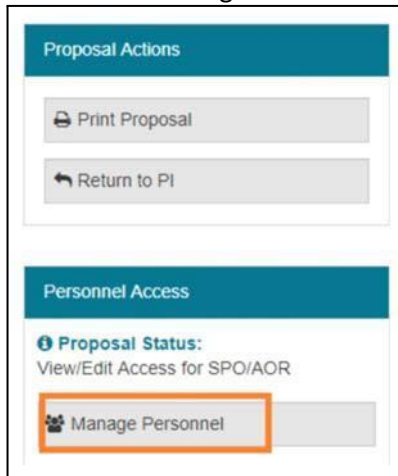 Proposal Actions
Print Proposal
Return to PI
Personnel Access
Proposal Status:
View/Edit Access for SPO/AOR
Manage Personnel